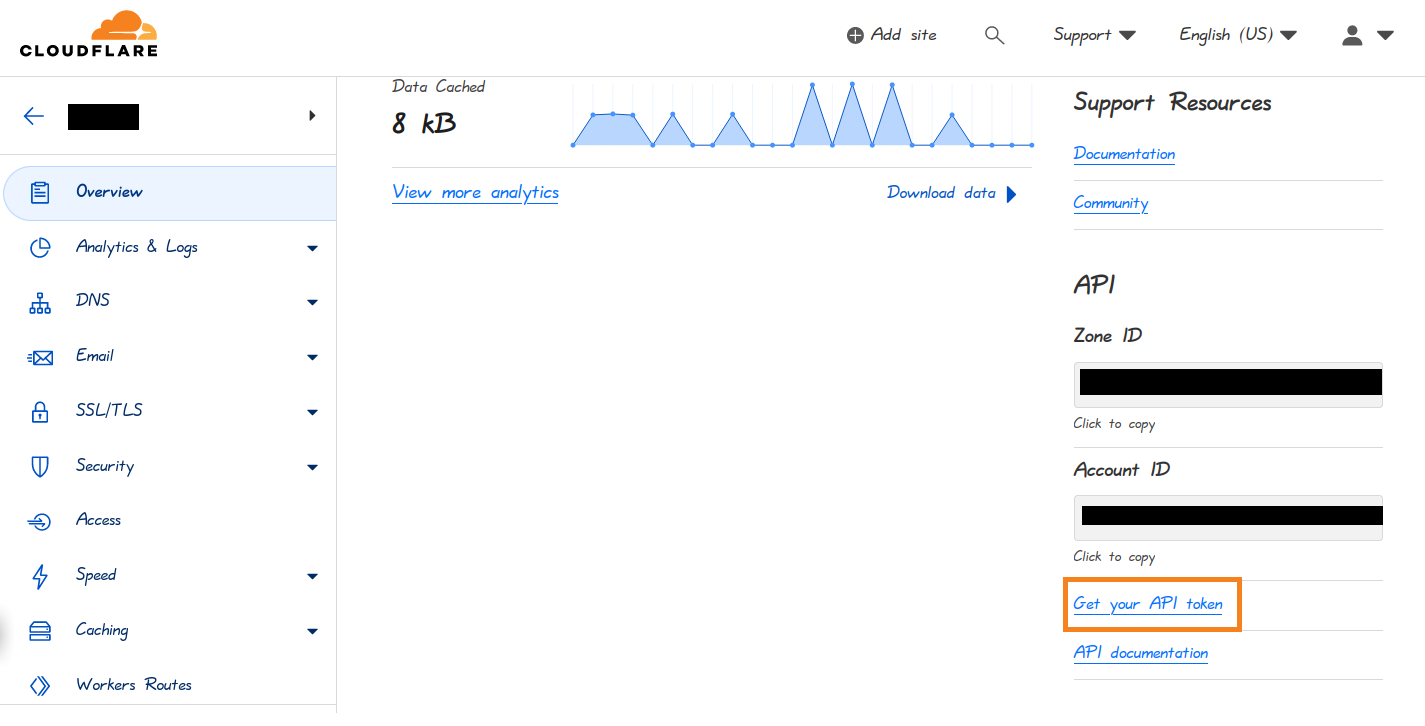 CLOUDFLARE
Add site
Support
English (US)
Overview
Analytics & Logs
DNS
Email
SSL/TLS
Security
Access
Speed
Caching
Workers Routes
Data Cached
8 kB
View more analytics
Download data
Support Resources
Documentation
Community
API
Zone ID
Click to copy
Account ID
Click to copy
Get your API token
API documentation